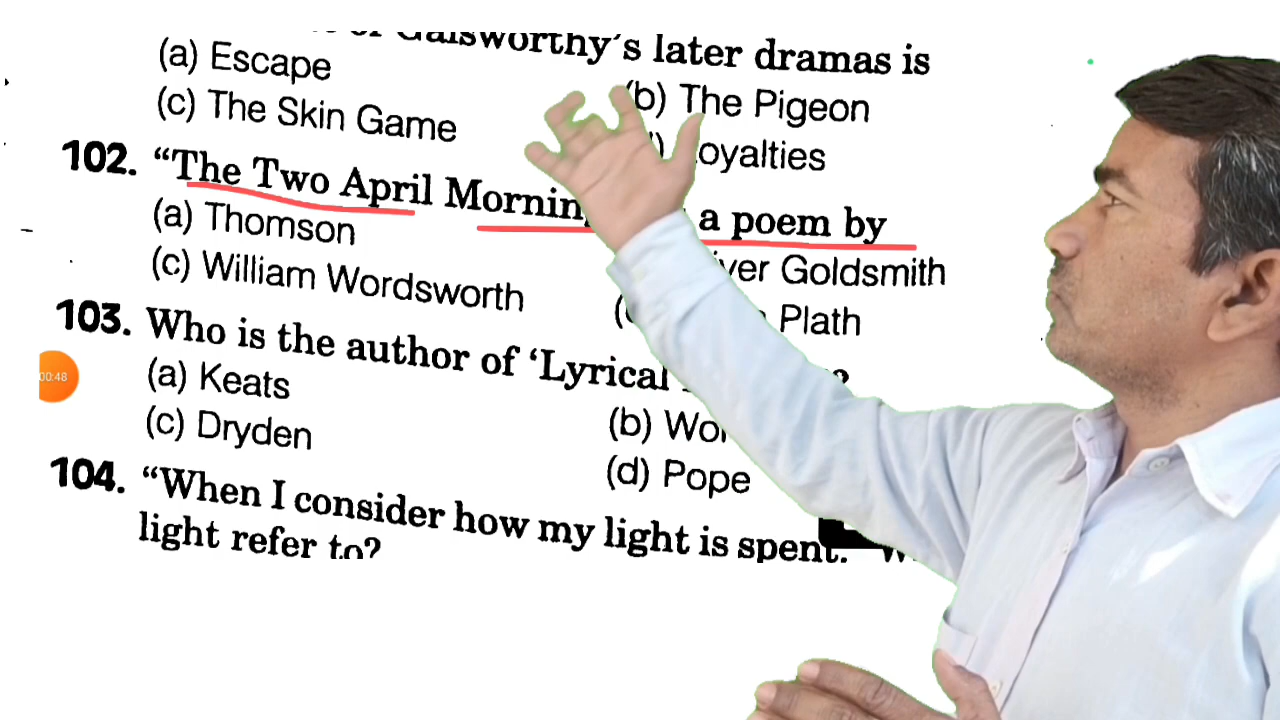 Galsworthy's later dramas is
(a) Escape
(b) The Pigeon
(c) The Skin Game
oyalties
102. "The Two April Mornin a poem by
(a) Thomson
ver Goldsmith
(c) William Wordsworth
Plath
103. Who is the author of 'Lyrical
(a) Keats
(b) Wor
(c) Dryden
(d) Pope
104. "When I consider how my light is spent."
light refer to?
00:48